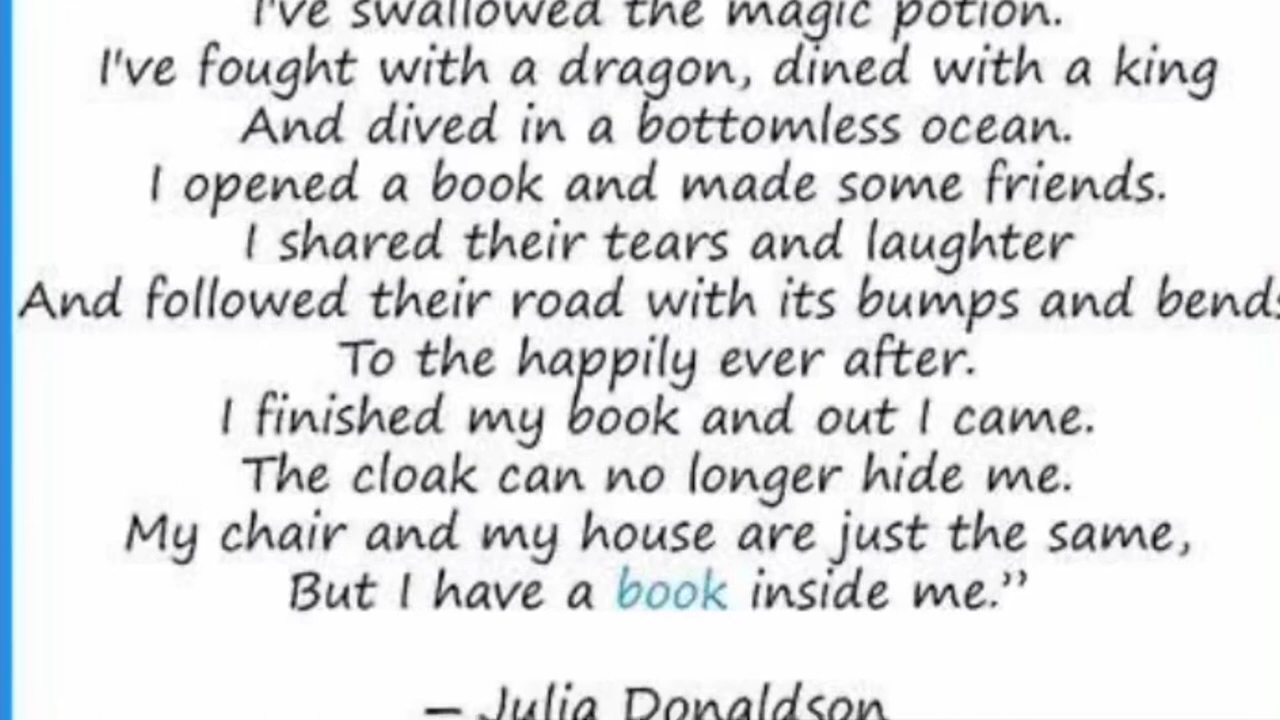 I've swallowed the magic potion.
I've fought with a dragon, dined with a king
And dived in a bottomless ocean.
I opened a book and made some friends.
I shared their tears and laughter
And followed their road with its bumps and bends
To the happily ever after.
I finished my book and out I came.
The cloak can no longer hide me.
My chair and my house are just the same,
But I have a book inside me.”
— Julia Donaldson